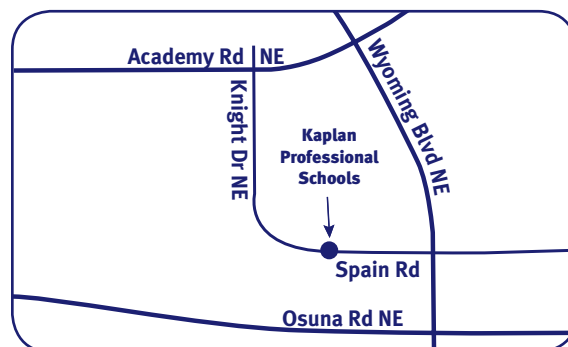 Academy Rd NE
Wyoming Blvd NE
Knight Dr NE
Kaplan
Professional
Schools
Spain Rd
Osuna Rd NE